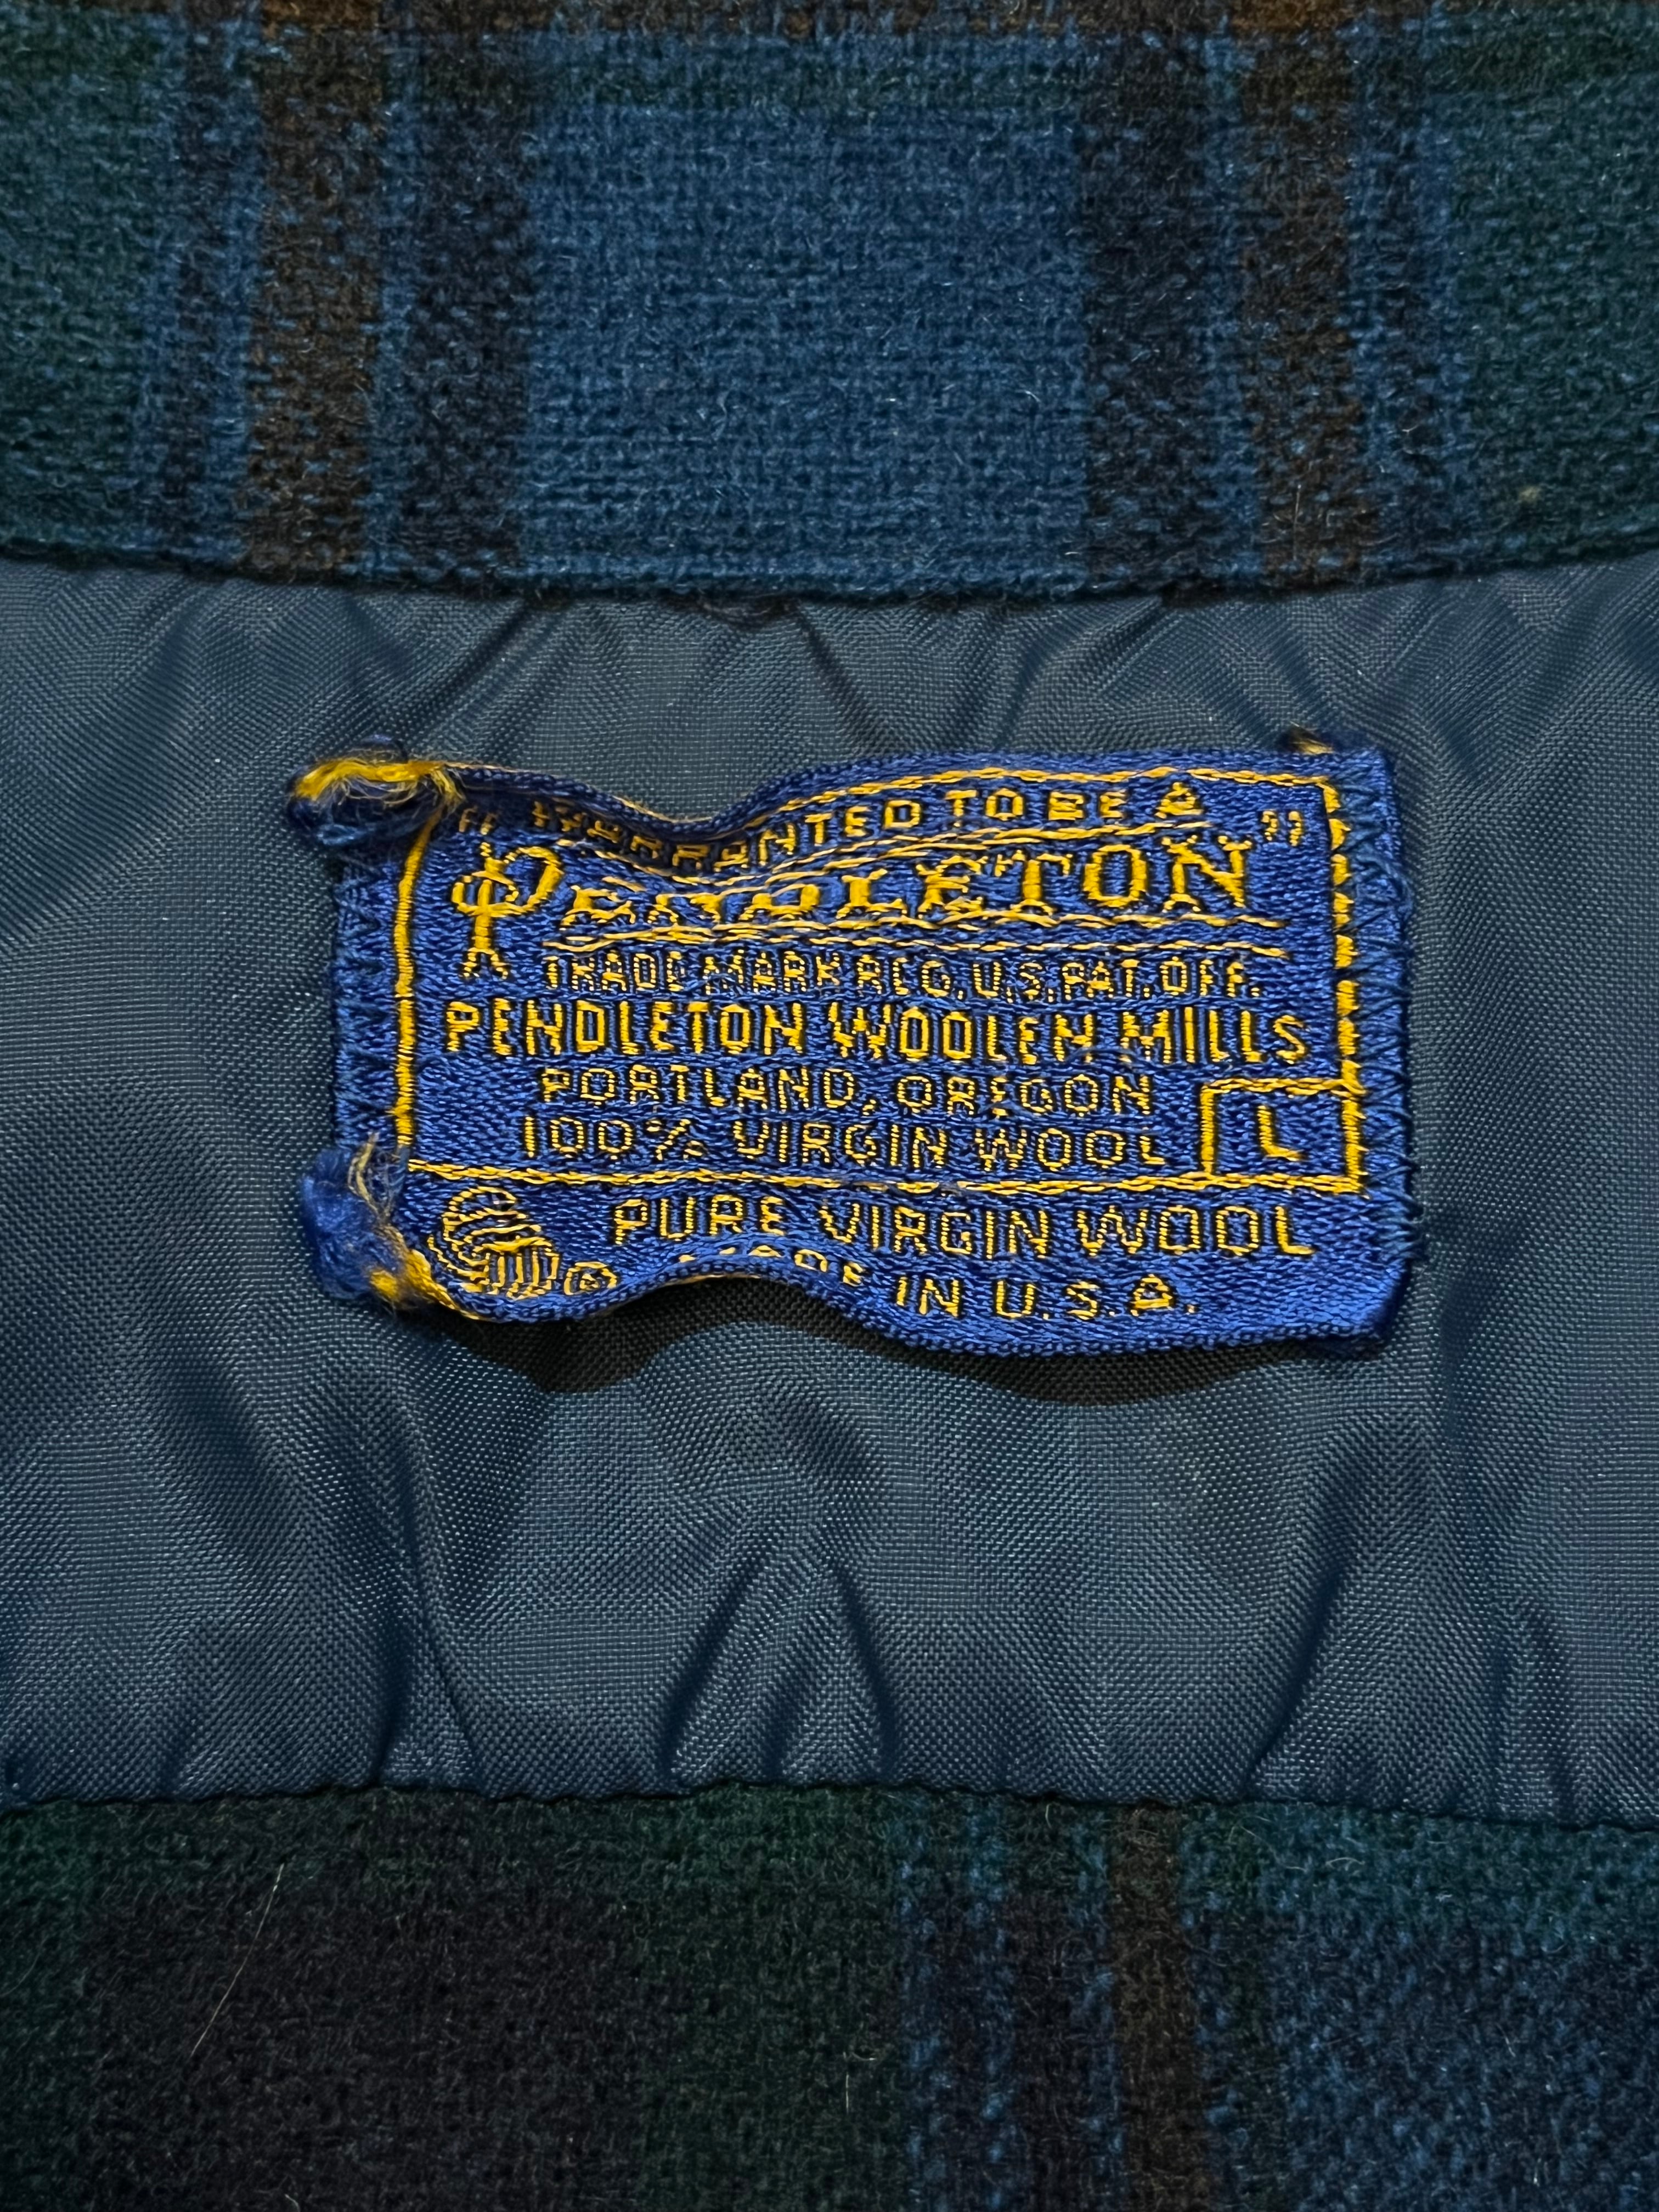 "WARRANTED TO BE A
PENDLETON"
TRADE MARK REG. U.S. PAT. OFF.
PENDLETON WOOLEN MILLS
PORTLAND, OREGON
100% VIRGIN WOOL L
PURE VIRGIN WOOL
® MADE IN U.S.A.